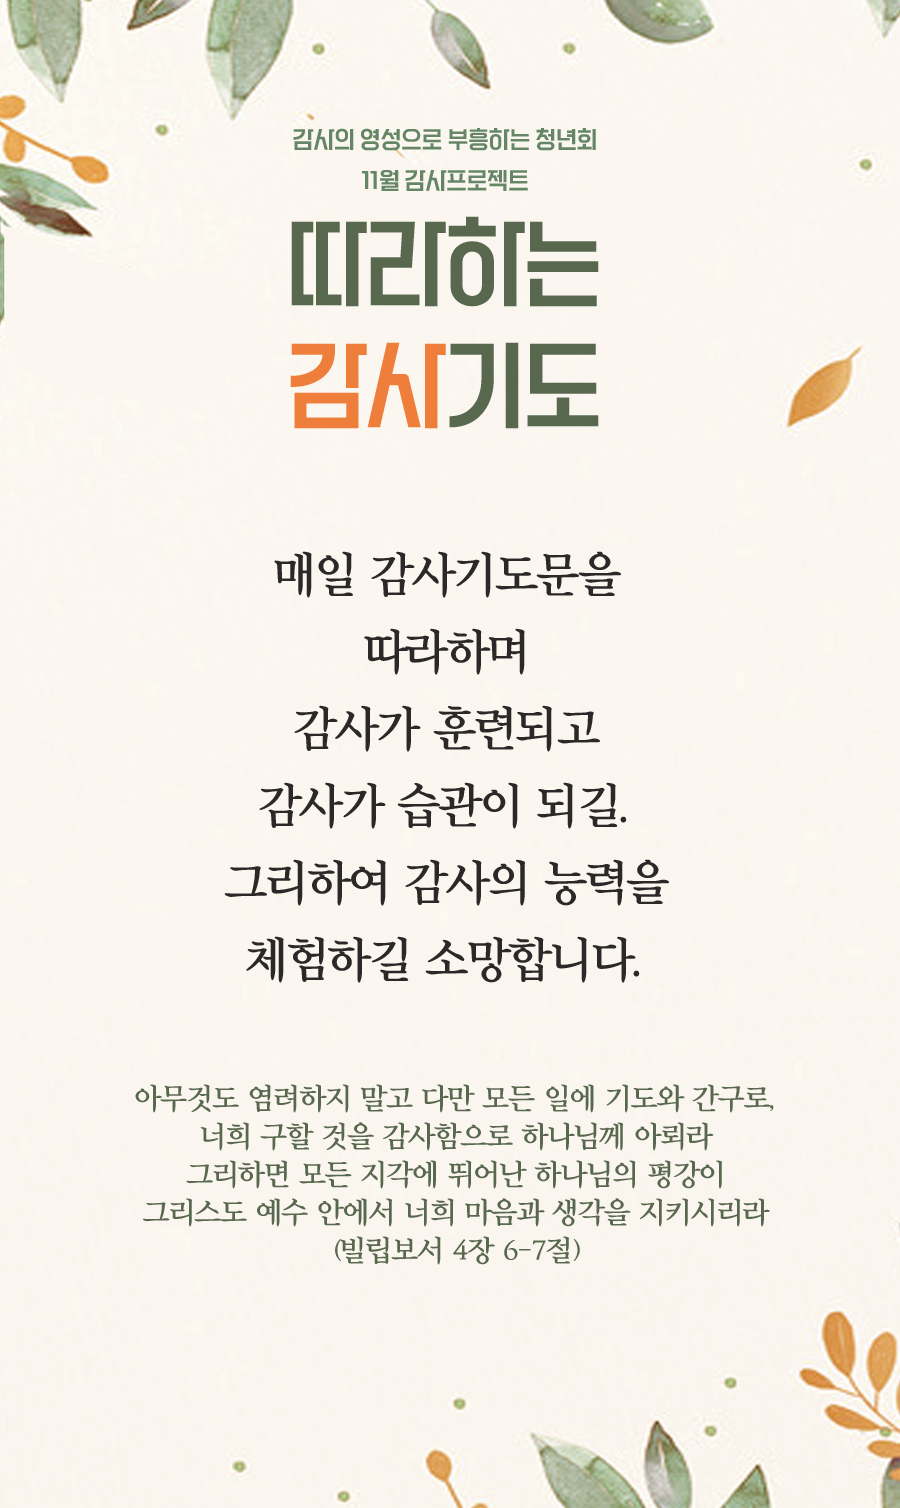 감사의 영성으로 부흥하는 청년회
11월 감사프로젝트
따라하는
감사기도
매일 감사기도문을
따라하며
감사가 훈련되고
감사가 습관이 되길.
그리하여 감사의 능력을
체험하길 소망합니다.
아무것도 염려하지 말고 다만 모든 일에 기도와 간구로,
너희 구할 것을 감사함으로 하나님께 아뢰라
그리하면 모든 지각에 뛰어난 하나님의 평강이
그리스도 예수 안에서 너희 마음과 생각을 지키시리라
(빌립보서 4장 6-7절)